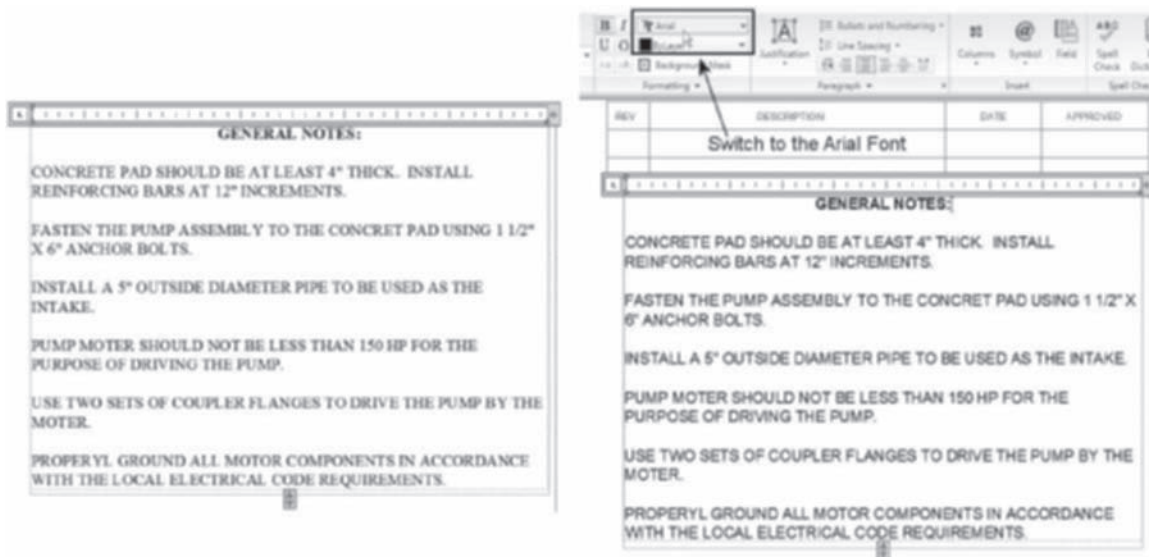 GENERAL NOTES:
CONCRETE PAD SHOULD BE AT LEAST 4" THICK. INSTALL
REINFORCING BARS AT 12" INCREMENTS.
FASTEN THE PUMP ASSEMBLY TO THE CONCRET PAD USING 1 1/2"
X 6" ANCHOR BOLTS.
INSTALL A 5" OUTSIDE DIAMETER PIPE TO BE USED AS THE
INTAKE.
PUMP MOTER SHOULD NOT BE LESS THAN 150 HP FOR THE
PURPOSE OF DRIVING THE PUMP.
USE TWO SETS OF COUPLER FLANGES TO DRIVE THE PUMP BY THE
MOTER.
PROPERYL GROUND ALL MOTOR COMPONENTS IN ACCORDANCE
WITH THE LOCAL ELECTRICAL CODE REQUIREMENTS.
B I Arial Bullets and Numbering
U O ByLayer Justification Line Spacing Columns Symbol Field Spell
Background Mask Check
Formatting Paragraph Insert Spell
REV DESCRIPTION DATE APPROVED
Switch to the Arial Font
GENERAL NOTES:
CONCRETE PAD SHOULD BE AT LEAST 4" THICK. INSTALL
REINFORCING BARS AT 12" INCREMENTS.
FASTEN THE PUMP ASSEMBLY TO THE CONCRET PAD USING 1 1/2" X
6" ANCHOR BOLTS.
INSTALL A 5" OUTSIDE DIAMETER PIPE TO BE USED AS THE INTAKE.
PUMP MOTER SHOULD NOT BE LESS THAN 150 HP FOR THE
PURPOSE OF DRIVING THE PUMP.
USE TWO SETS OF COUPLER FLANGES TO DRIVE THE PUMP BY THE
MOTER.
PROPERYL GROUND ALL MOTOR COMPONENTS IN ACCORDANCE
WITH THE LOCAL ELECTRICAL CODE REQUIREMENTS.